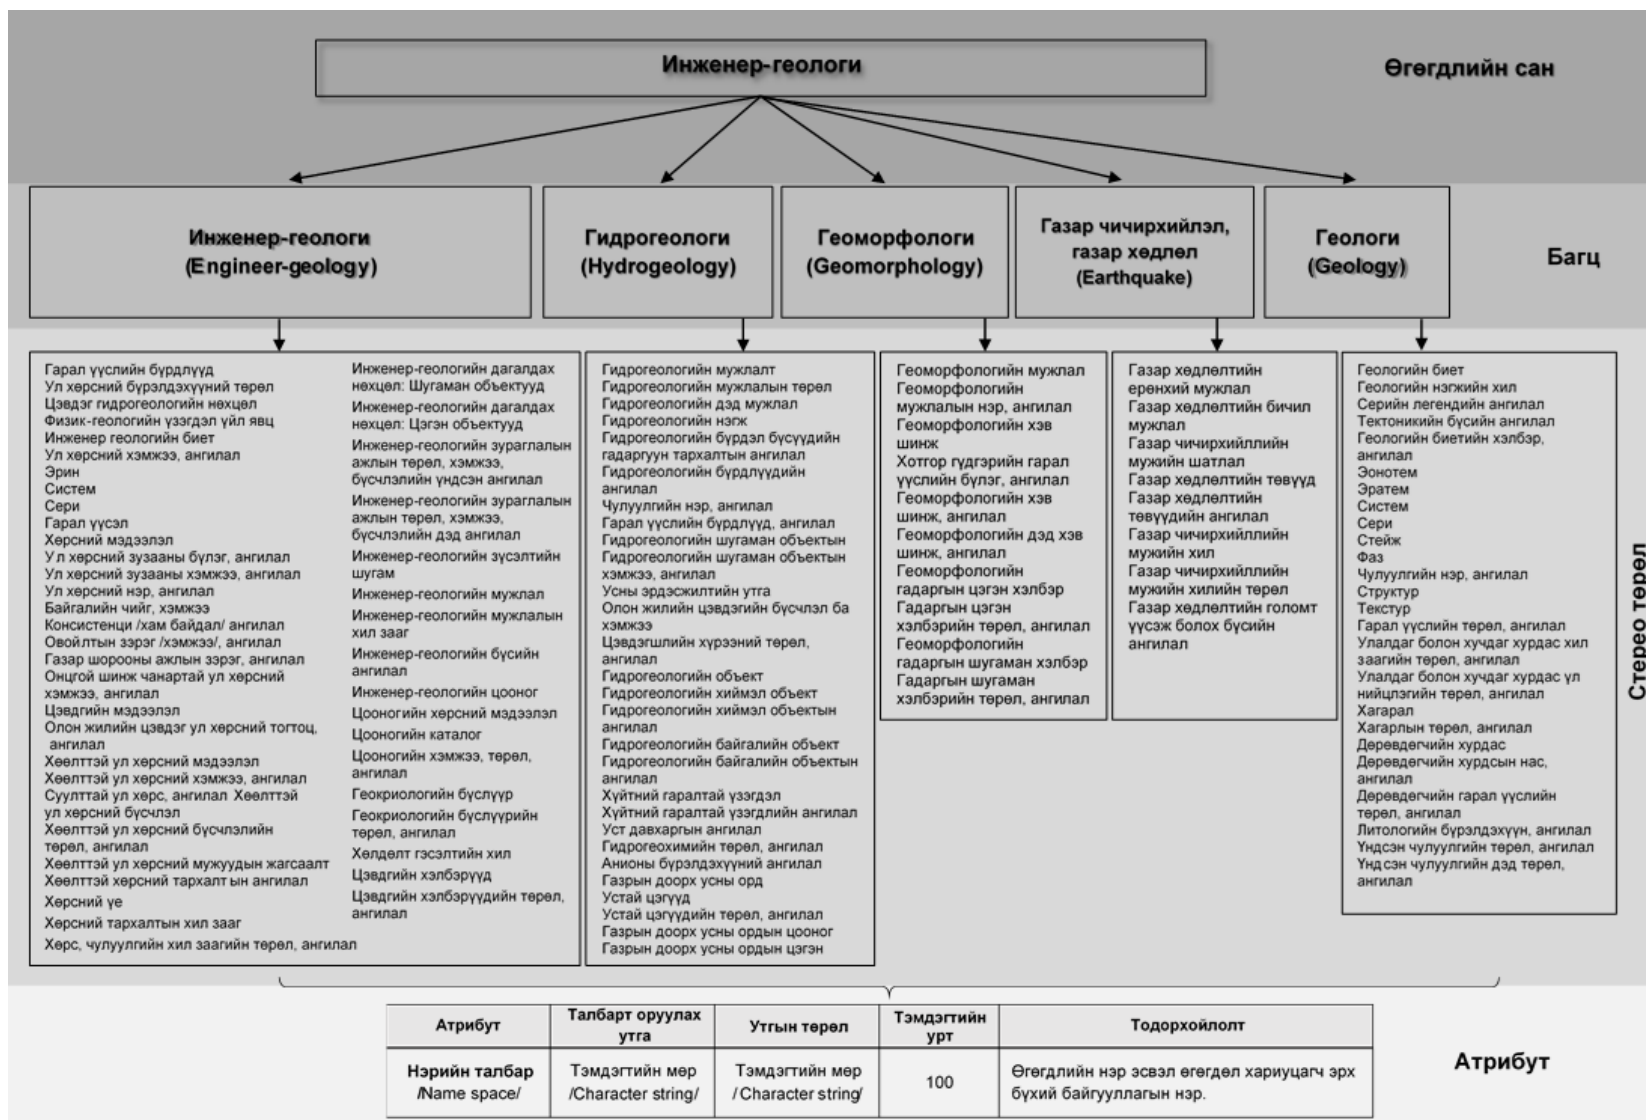 Инженер-геологи
Өгөгдлийн сан
Инженер-геологи
(Engineer-geology)
Гидрогеологи
(Hydrogeology)
Геоморфологи
(Geomorphology)
Газар чичирхийлэл,
газар хөдлөл
(Earthquake)
Геологи
(Geology)
Багц
Гарал үүслийн бүрдлүүд
Ул хөрсний бүрэлдэхүүний төрөл
Цэвдэг гидрогеологийн нөхцөл
Физик-геологийн үзэгдэл үйл явц
Инженер геологийн биет
Ул хөрсний хэмжээ, ангилал
Эрин
Систем
Сери
Гарал үүсэл
Хөрсний мэдээлэл
Ул хөрсний зузааны бүлэг, ангилал
Ул хөрсний зузааны хэмжээ, ангилал
Ул хөрсний нэр, ангилал
Байгалийн чийг, хэмжээ
Консистенци /хам байдал/ ангилал
Овойлтын зэрэг /хэмжээ/, ангилал
Газар шорооны ажлын зэрэг, ангилал
Онцгой шинж чанартай ул хөрсний
хэмжээ, ангилал
Цэвдгийн мэдээлэл
Олон жилийн цэвдэг ул хөрсний тогтоц,
ангилал
Хөөлттэй ул хөрсний мэдээлэл
Хөөлттэй ул хөрсний хэмжээ, ангилал
Суулттай ул хөрс, ангилал Хөөлттэй
ул хөрсний бүсчлэл
Хөөлттэй ул хөрсний бүсчлэлийн
төрөл, ангилал
Хөөлттэй ул хөрсний мужуудын жагсаалт
Хөөлттэй хөрсний тархалтын ангилал
Хөрсний үе
Хөрсний тархалтын хил зааг
Хөрс, чулуулгийн хил заагийн төрөл, ангилал
Инженер-геологийн дагалдах
нөхцөл: Шугаман объектууд
Инженер-геологийн дагалдах
нөхцөл: Цэгэн объектууд
Инженер-геологийн зураглалын
ажлын төрөл, хэмжээ,
бүсчлэлийн үндсэн ангилал
Инженер-геологийн зураглалын
ажлын төрөл, хэмжээ,
бүсчлэлийн дэд ангилал
Инженер-геологийн зүсэлтийн
шугам
Инженер-геологийн мужлал
Инженер-геологийн мужлалын
хил зааг
Инженер-геологийн бүсийн
ангилал
Инженер-геологийн цооног
Цооногийн хөрсний мэдээлэл
Цооногийн каталог
Цооногийн хэмжээ, төрөл,
ангилал
Геокриологийн бүслүүр
Геокриологийн бүслүүрийн
төрөл, ангилал
Хөлдөлт гэсэлтийн хил
Цэвдгийн хэлбэрүүд
Цэвдгийн хэлбэрүүдийн төрөл,
ангилал
Гидрогеологийн мужлалт
Гидрогеологийн мужлалын төрөл
Гидрогеологийн дэд мужлал
Гидрогеологийн нэгж
Гидрогеологийн бүрдэл бүсүүдийн
гадаргуун тархалтын ангилал
Гидрогеологийн бүрдлүүдийн
ангилал
Чулуулгийн нэр, ангилал
Гарал үүслийн бүрдлүүд, ангилал
Гидрогеологийн шугаман объектын
Гидрогеологийн шугаман объектын
хэмжээ, ангилал
Усны эрдэсжилтийн утга
Олон жилийн цэвдэгийн бүсчлэл ба
хэмжээ
Цэвдэгшлийн хүрээний төрөл,
ангилал
Гидрогеологийн объект
Гидрогеологийн хиймэл объект
Гидрогеологийн хиймэл объектын
ангилал
Гидрогеологийн байгалийн объект
Гидрогеологийн байгалийн объектын
ангилал
Хүйтний гаралтай үзэгдэл
Хүйтний гаралтай үзэгдлийн ангилал
Уст давхаргын ангилал
Гидрогеохимийн төрөл, ангилал
Анионы бүрэлдэхүүний ангилал
Газрын доорх усны орд
Устай цэгүүд
Устай цэгүүдийн төрөл, ангилал
Газрын доорх усны ордын цооног
Газрын доорх усны ордын цэгэн
Геоморфологийн мужлал
Геоморфологийн
мужлалын нэр, ангилал
Геоморфологийн хэв
шинж
Хотгор гүдгэрийн гарал
үүслийн бүлэг, ангилал
Геоморфологийн хэв
шинж, ангилал
Геоморфологийн дэд хэв
шинж, ангилал
Геоморфологийн
гадаргын цэгэн хэлбэр
Гадаргын цэгэн
хэлбэрийн төрөл, ангилал
Геоморфологийн
гадаргын шугаман хэлбэр
Гадаргын шугаман
хэлбэрийн төрөл, ангилал
Газар хөдлөлтийн
ерөнхий мужлал
Газар хөдлөлтийн бичил
мужлал
Газар чичирхийллийн
мужийн шатлал
Газар хөдлөлтийн төвүүд
Газар хөдлөлтийн
төвүүдийн ангилал
Газар чичирхийллийн
мужийн хил
Газар чичирхийллийн
мужийн хилийн төрөл
Газар хөдлөлтийн голомт
үүсэж болох бүсийн
ангилал
Геологийн биет
Геологийн нэгжийн хил
Серийн легендийн ангилал
Тектоникийн бүсийн ангилал
Геологийн биетийн хэлбэр,
ангилал
Эонотем
Эратем
Систем
Сери
Стейж
Фаз
Чулуулгийн нэр, ангилал
Структур
Текстур
Гарал үүслийн төрөл, ангилал
Улалдаг болон хучдаг хурдас хил
заагийн төрөл, ангилал
Улалдаг болон хучдаг хурдас үл
нийцлэгийн төрөл, ангилал
Хагарал
Хагарлын төрөл, ангилал
Дөрөвдөгчийн хурдас
Дөрөвдөгчийн хурдсын нас,
ангилал
Дөрөвдөгчийн гарал үүслийн
төрөл, ангилал
Литологийн бүрэлдэхүүн, ангилал
Үндсэн чулуулгийн төрөл, ангилал
Үндсэн чулуулгийн дэд төрөл,
ангилал
Стерео төрөл
Атрибут
Талбарт оруулах
утга
Утгын төрөл
Тэмдэгтийн
урт
Тодорхойлолт
Нэрийн талбар
/Name space/
Тэмдэгтийн мөр
/Character string/
Тэмдэгтийн мөр
/Character string/
100
Өгөгдлийн нэр эсвэл өгөгдөл хариуцагч эрх
бүхий байгууллагын нэр.
Атрибут